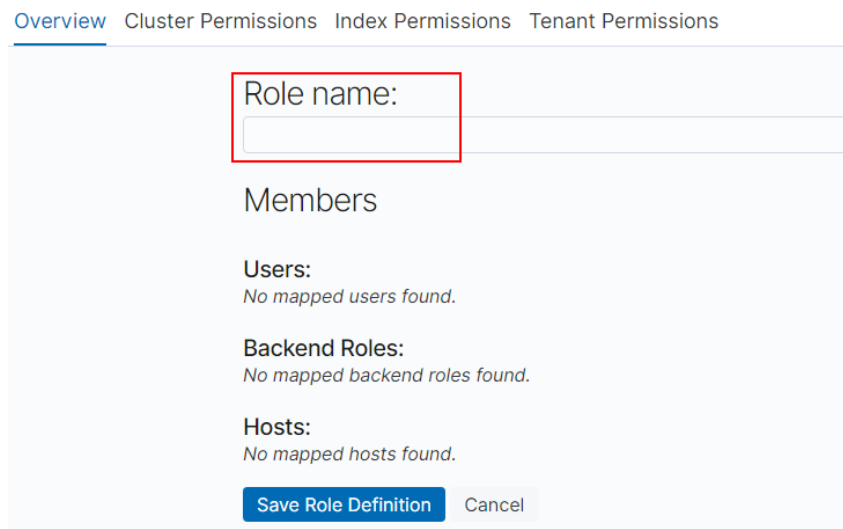 Overview Cluster Permissions Index Permissions Tenant Permissions
Role name:
Members
Users:
No mapped users found.
Backend Roles:
No mapped backend roles found.
Hosts:
No mapped hosts found.
Save Role Definition Cancel